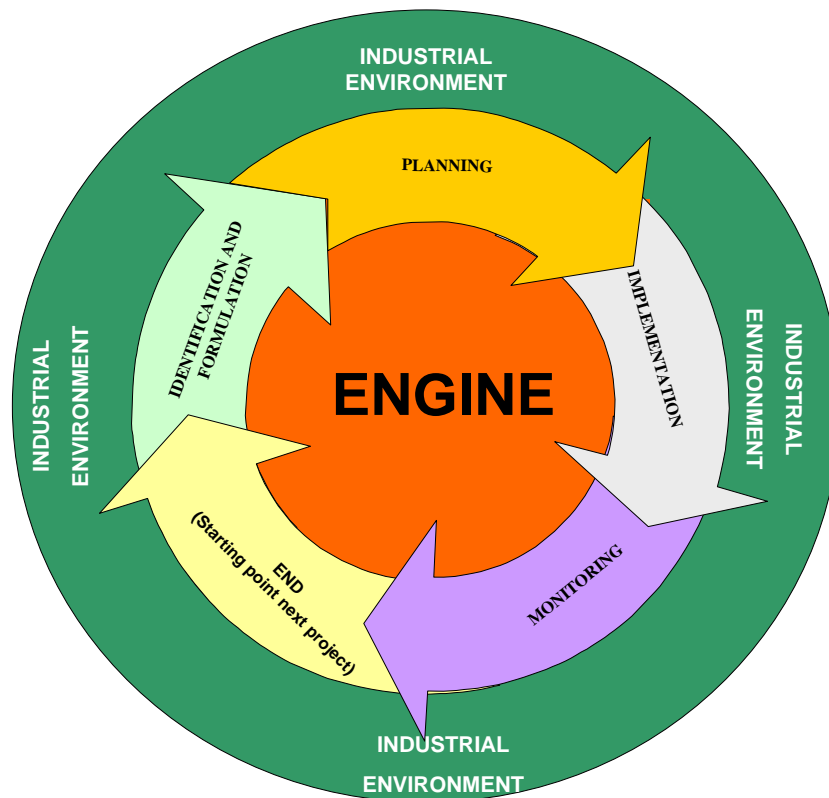 INDUSTRIAL
ENVIRONMENT
PLANNING
IDENTIFICATION AND
FORMULATION
IMPLEMENTATION
INDUSTRIAL
ENVIRONMENT
INDUSTRIAL
ENVIRONMENT
ENGINE
END
(Starting point next project)
MONITORING
INDUSTRIAL
ENVIRONMENT